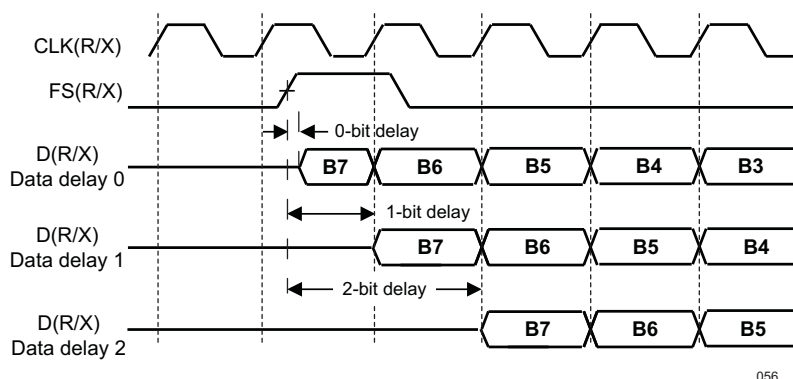 CLK(R/X)
FS(R/X)
0-bit delay
D(R/X)
Data delay 0
B7 B6 B5 B4 B3
1-bit delay
D(R/X)
Data delay 1
B7 B6 B5 B4
2-bit delay
D(R/X)
Data delay 2
B7 B6 B5
056